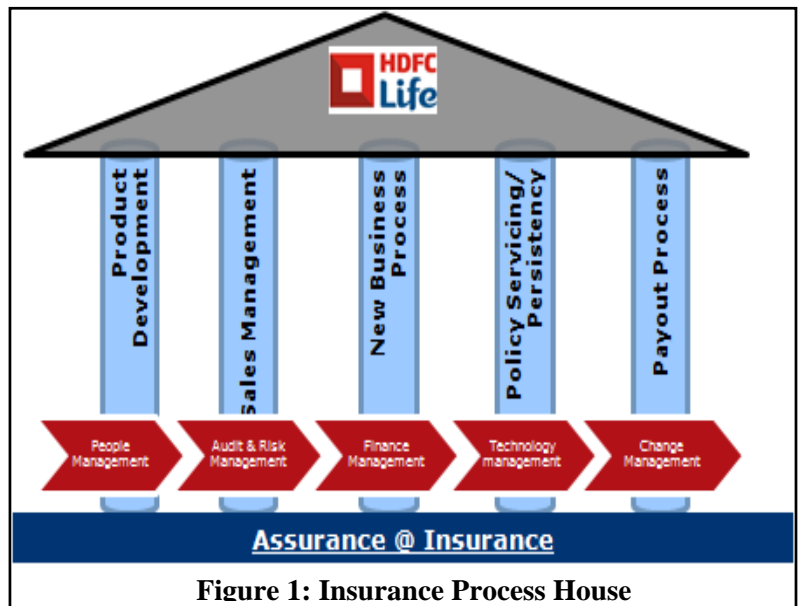 HDFC
Life
Product
Development
Sales Management
New Business
Process
Policy Servicing/
Persistency
Payout Process
People
Management
Audit & Risk
Management
Finance
Management
Technology
management
Change
Management
Assurance @ Insurance
Figure 1: Insurance Process House